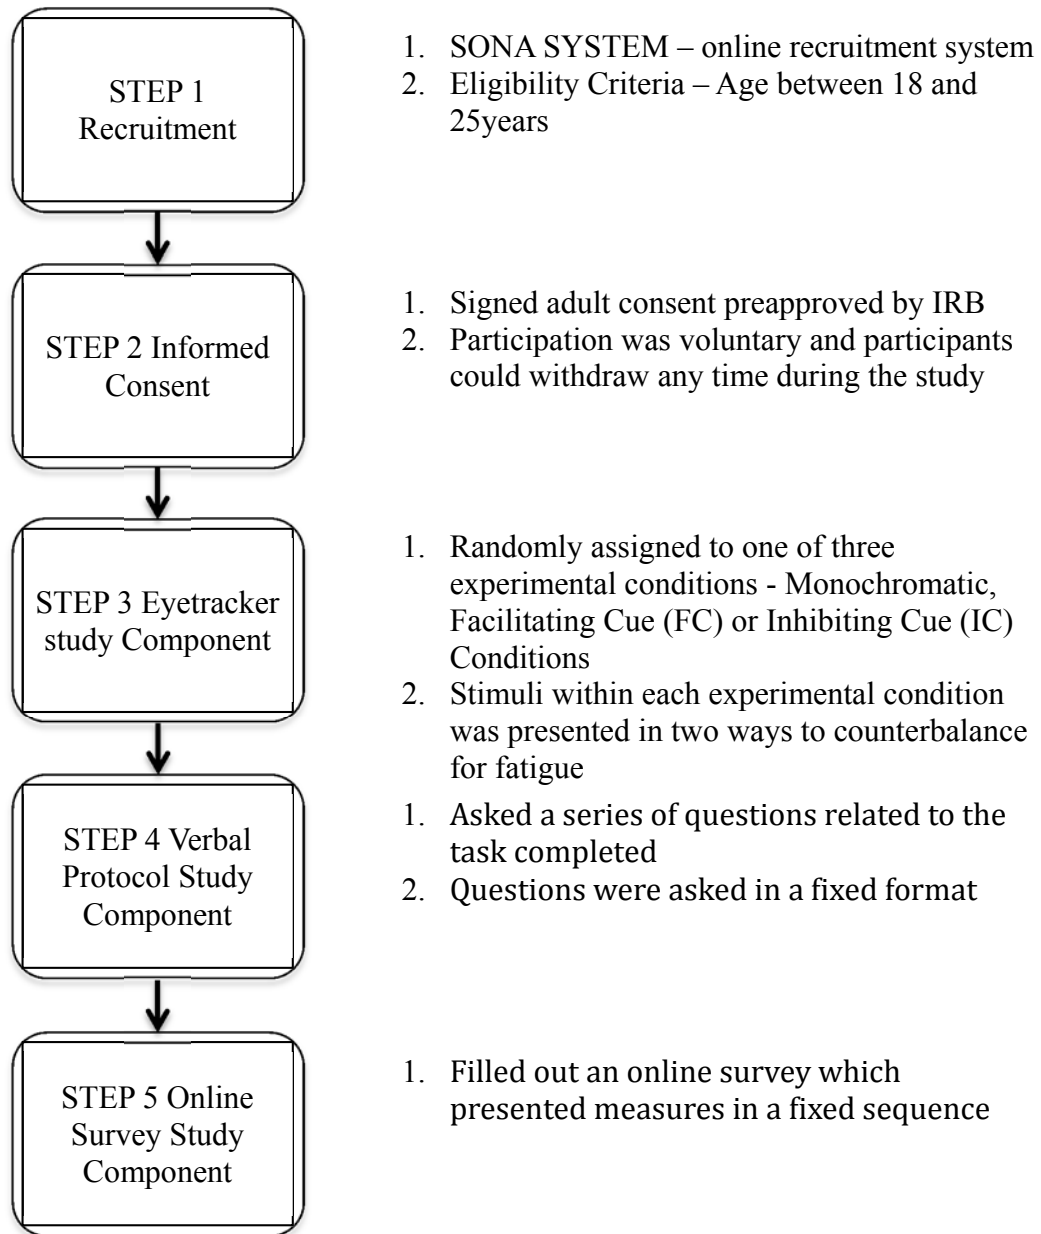 STEP 1
Recruitment
1. SONA SYSTEM – online recruitment system
2. Eligibility Criteria – Age between 18 and
25years
STEP 2 Informed
Consent
1. Signed adult consent preapproved by IRB
2. Participation was voluntary and participants
could withdraw any time during the study
STEP 3 Eyetracker
study Component
1. Randomly assigned to one of three
experimental conditions - Monochromatic,
Facilitating Cue (FC) or Inhibiting Cue (IC)
Conditions
2. Stimuli within each experimental condition
was presented in two ways to counterbalance
for fatigue
STEP 4 Verbal
Protocol Study
Component
1. Asked a series of questions related to the
task completed
2. Questions were asked in a fixed format
STEP 5 Online
Survey Study
Component
1. Filled out an online survey which
presented measures in a fixed sequence